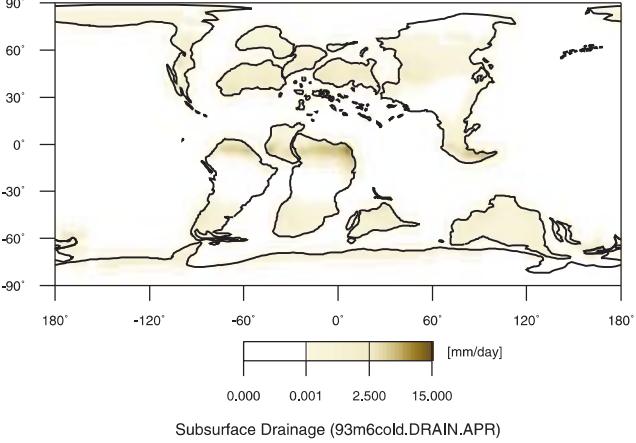 90˚
60˚
30˚
0˚
-30˚
-60˚
-90˚
180˚ -120˚ -60˚ 0˚ 60˚ 120˚ 180˚
[mm/day]
0.000 0.001 2.500 15.000
Subsurface Drainage (93m6cold.DRAIN.APR)